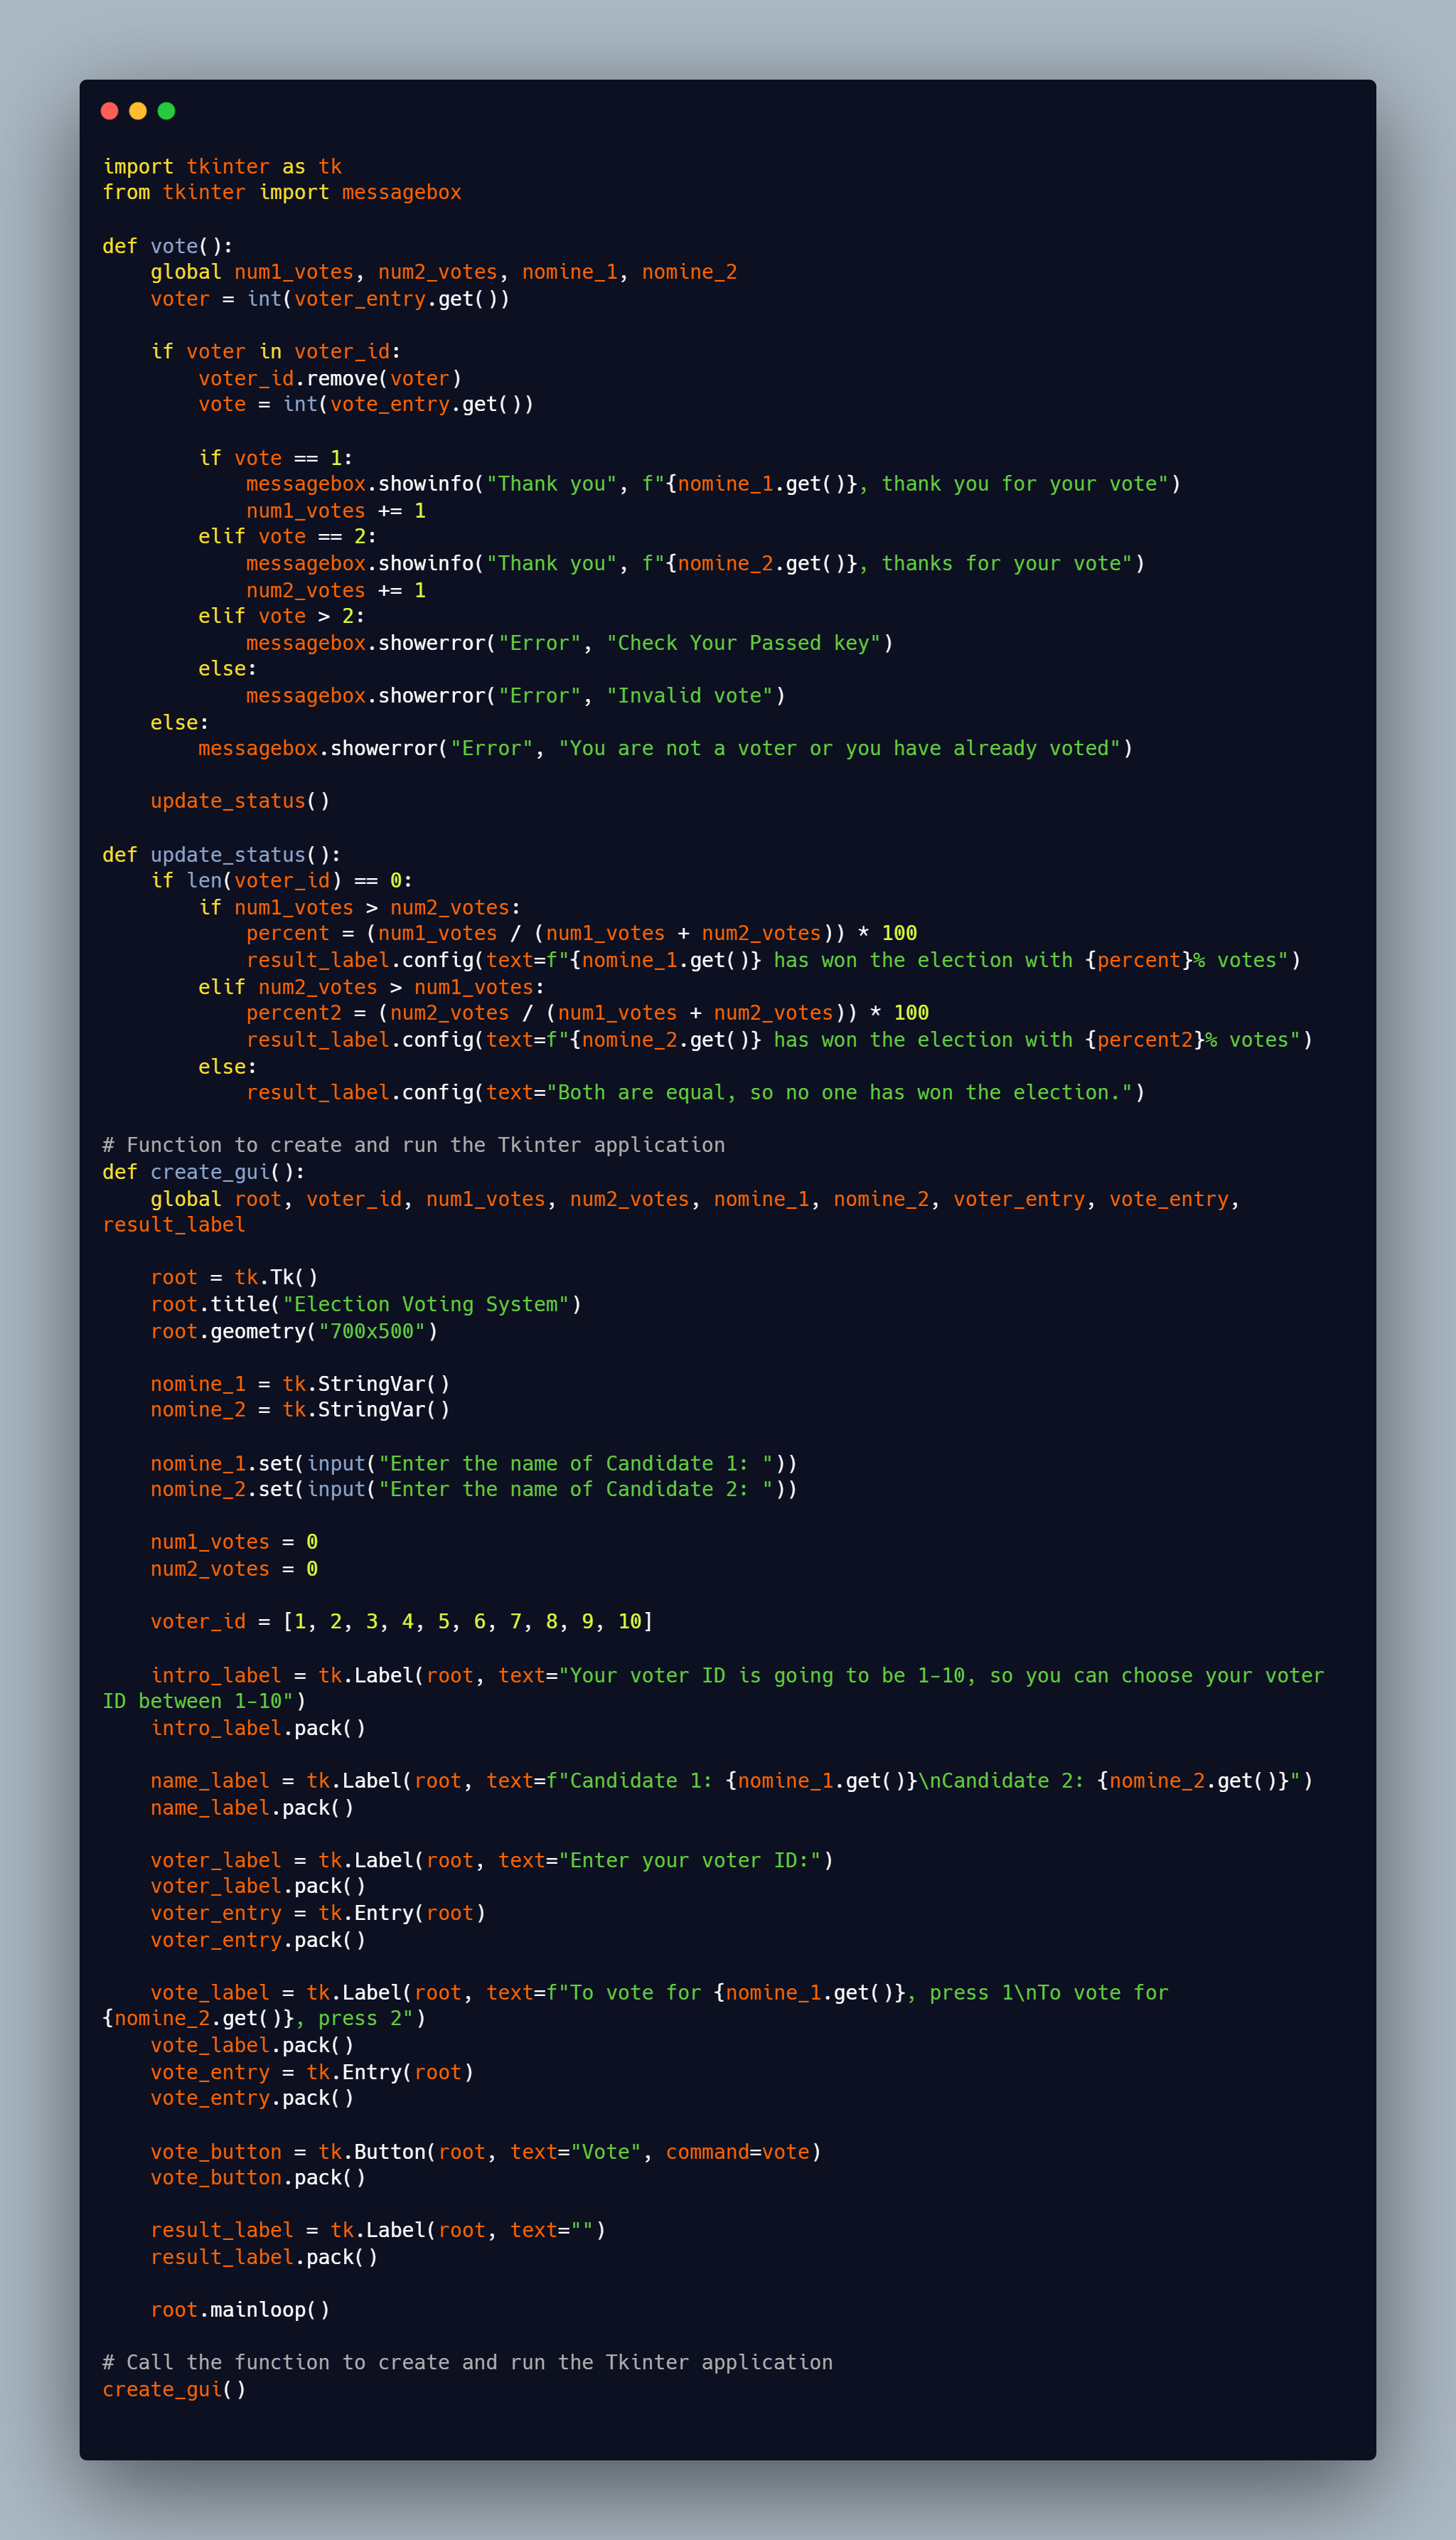 import tkinter as tk
from tkinter import messagebox

def vote():
    global num1_votes, num2_votes, nomine_1, nomine_2
    voter = int(voter_entry.get())

    if voter in voter_id:
        voter_id.remove(voter)
        vote = int(vote_entry.get())

        if vote == 1:
            messagebox.showinfo("Thank you", f"{nomine_1.get()}, thank you for your vote")
            num1_votes += 1
        elif vote == 2:
            messagebox.showinfo("Thank you", f"{nomine_2.get()}, thanks for your vote")
            num2_votes += 1
        elif vote > 2:
            messagebox.showerror("Error", "Check Your Passed key")
        else:
            messagebox.showerror("Error", "Invalid vote")
    else:
        messagebox.showerror("Error", "You are not a voter or you have already voted")

    update_status()

def update_status():
    if len(voter_id) == 0:
        if num1_votes > num2_votes:
            percent = (num1_votes / (num1_votes + num2_votes)) * 100
            result_label.config(text=f"{nomine_1.get()} has won the election with {percent}% votes")
        elif num2_votes > num1_votes:
            percent2 = (num2_votes / (num1_votes + num2_votes)) * 100
            result_label.config(text=f"{nomine_2.get()} has won the election with {percent2}% votes")
        else:
            result_label.config(text="Both are equal, so no one has won the election.")

# Function to create and run the Tkinter application
def create_gui():
    global root, voter_id, num1_votes, num2_votes, nomine_1, nomine_2, voter_entry, vote_entry,
result_label

    root = tk.Tk()
    root.title("Election Voting System")
    root.geometry("700x500")

    nomine_1 = tk.StringVar()
    nomine_2 = tk.StringVar()

    nomine_1.set(input("Enter the name of Candidate 1: "))
    nomine_2.set(input("Enter the name of Candidate 2: "))

    num1_votes = 0
    num2_votes = 0

    voter_id = [1, 2, 3, 4, 5, 6, 7, 8, 9, 10]

    intro_label = tk.Label(root, text="Your voter ID is going to be 1-10, so you can choose your voter
ID between 1-10")
    intro_label.pack()

    name_label = tk.Label(root, text=f"Candidate 1: {nomine_1.get()}\nCandidate 2: {nomine_2.get()}")
    name_label.pack()

    voter_label = tk.Label(root, text="Enter your voter ID:")
    voter_label.pack()
    voter_entry = tk.Entry(root)
    voter_entry.pack()

    vote_label = tk.Label(root, text=f"To vote for {nomine_1.get()}, press 1\nTo vote for
{nomine_2.get()}, press 2")
    vote_label.pack()
    vote_entry = tk.Entry(root)
    vote_entry.pack()

    vote_button = tk.Button(root, text="Vote", command=vote)
    vote_button.pack()

    result_label = tk.Label(root, text="")
    result_label.pack()

    root.mainloop()

# Call the function to create and run the Tkinter application
create_gui()